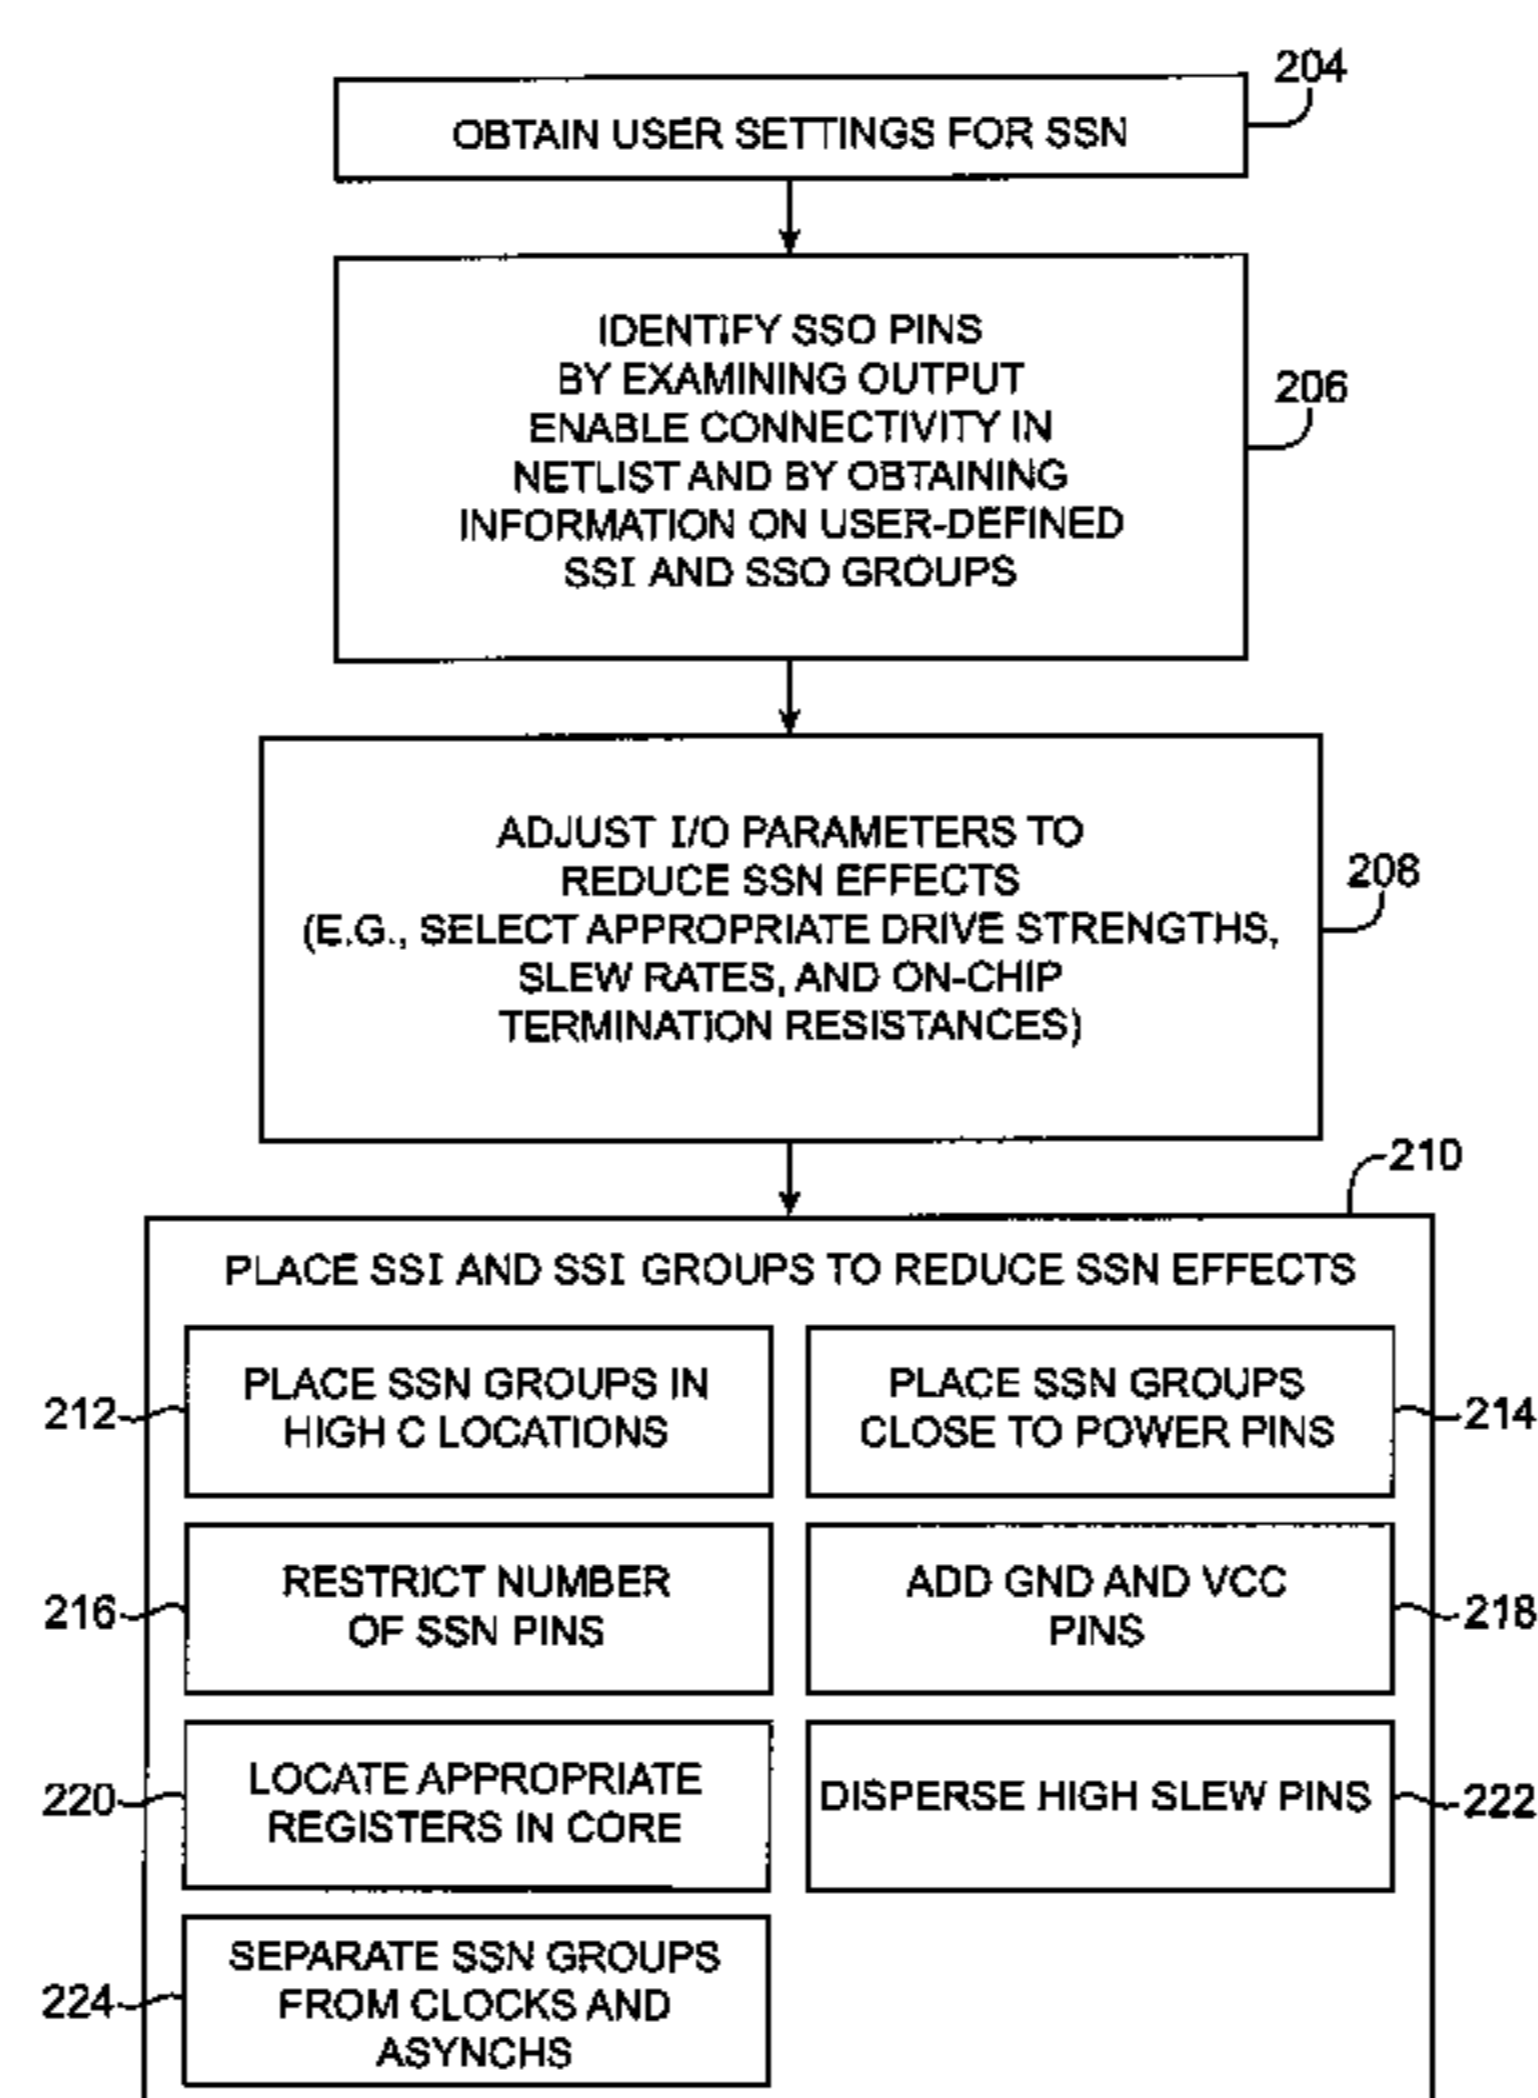 204
OBTAIN USER SETTINGS FOR SSN
IDENTIFY SSO PINS
BY EXAMINING OUTPUT
ENABLE CONNECTIVITY IN
NETLIST AND BY OBTAINING
INFORMATION ON USER-DEFINED
SSI AND SSO GROUPS
206
ADJUST I/O PARAMETERS TO
REDUCE SSN EFFECTS
(E.G., SELECT APPROPRIATE DRIVE STRENGTHS,
SLEW RATES, AND ON-CHIP
TERMINATION RESISTANCES)
208
210
PLACE SSI AND SSI GROUPS TO REDUCE SSN EFFECTS
212
PLACE SSN GROUPS IN
HIGH C LOCATIONS
PLACE SSN GROUPS
CLOSE TO POWER PINS
214
216
RESTRICT NUMBER
OF SSN PINS
ADD GND AND VCC
PINS
218
220
LOCATE APPROPRIATE
REGISTERS IN CORE
DISPERSE HIGH SLEW PINS
222
224
SEPARATE SSN GROUPS
FROM CLOCKS AND
ASYNCHS